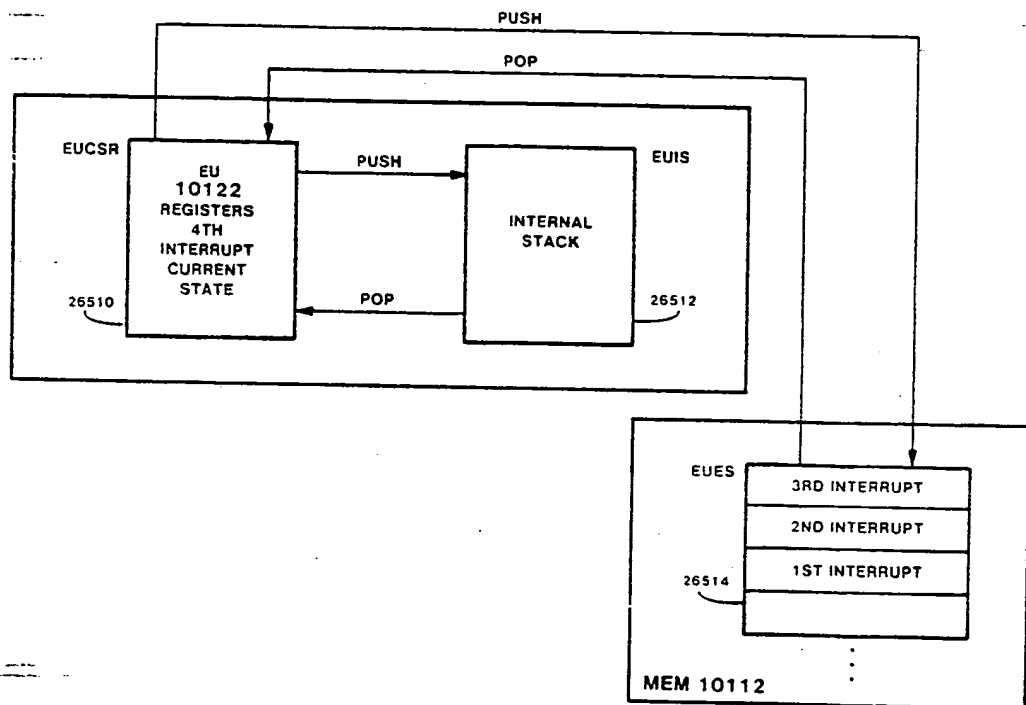 PUSH
POP
EUCSR
EU
10122
REGISTERS
4TH
INTERRUPT
CURRENT
STATE
26510
PUSH
POP
EUIS
INTERNAL
STACK
26512
EUES
3RD INTERRUPT
2ND INTERRUPT
1ST INTERRUPT
26514
MEM 10112